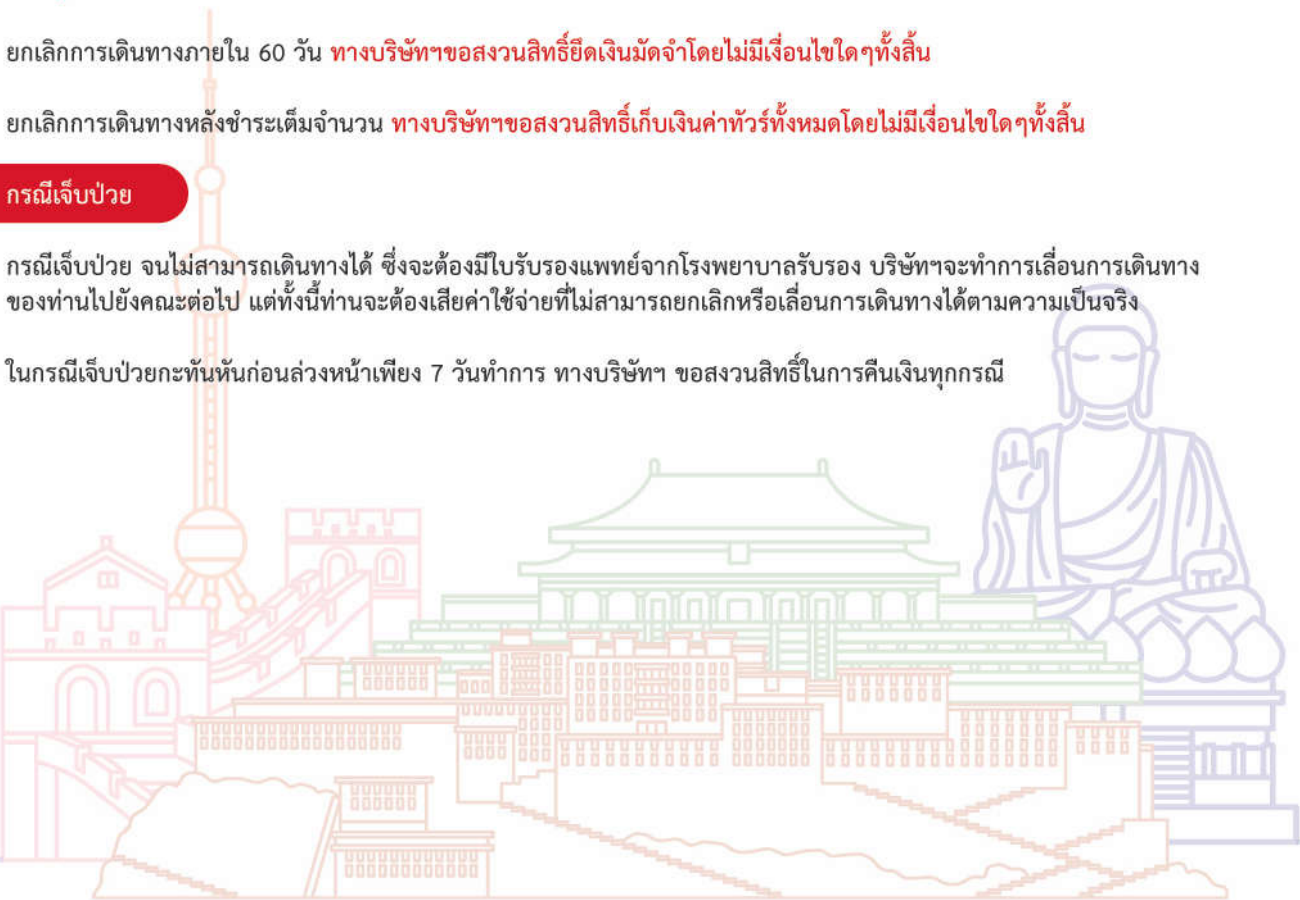 ยกเลิกการเดินทางภายใน 60 วัน ทางบริษัทฯขอสงวนสิทธิ์ยึดเงินมัดจำโดยไม่มีเงื่อนไขใดๆทั้งสิ้น
ยกเลิกการเดินทางหลังชำระเต็มจำนวน ทางบริษัทฯขอสงวนสิทธิ์เก็บเงินค่าทัวร์ทั้งหมดโดยไม่มีเงื่อนไขใดๆทั้งสิ้น
กรณีเจ็บป่วย
กรณีเจ็บป่วย จนไม่สามารถเดินทางได้ ซึ่งจะต้องมีใบรับรองแพทย์จากโรงพยาบาลรับรอง บริษัทฯจะทำการเลื่อนการเดินทาง
ของท่านไปยังคณะต่อไป แต่ทั้งนี้ท่านจะต้องเสียค่าใช้จ่ายที่ไม่สามารถยกเลิกหรือเลื่อนการเดินทางได้ตามความเป็นจริง
ในกรณีเจ็บป่วยกะทันหันก่อนล่วงหน้าเพียง 7 วันทำการ ทางบริษัทฯ ขอสงวนสิทธิ์ในการคืนเงินทุกกรณี